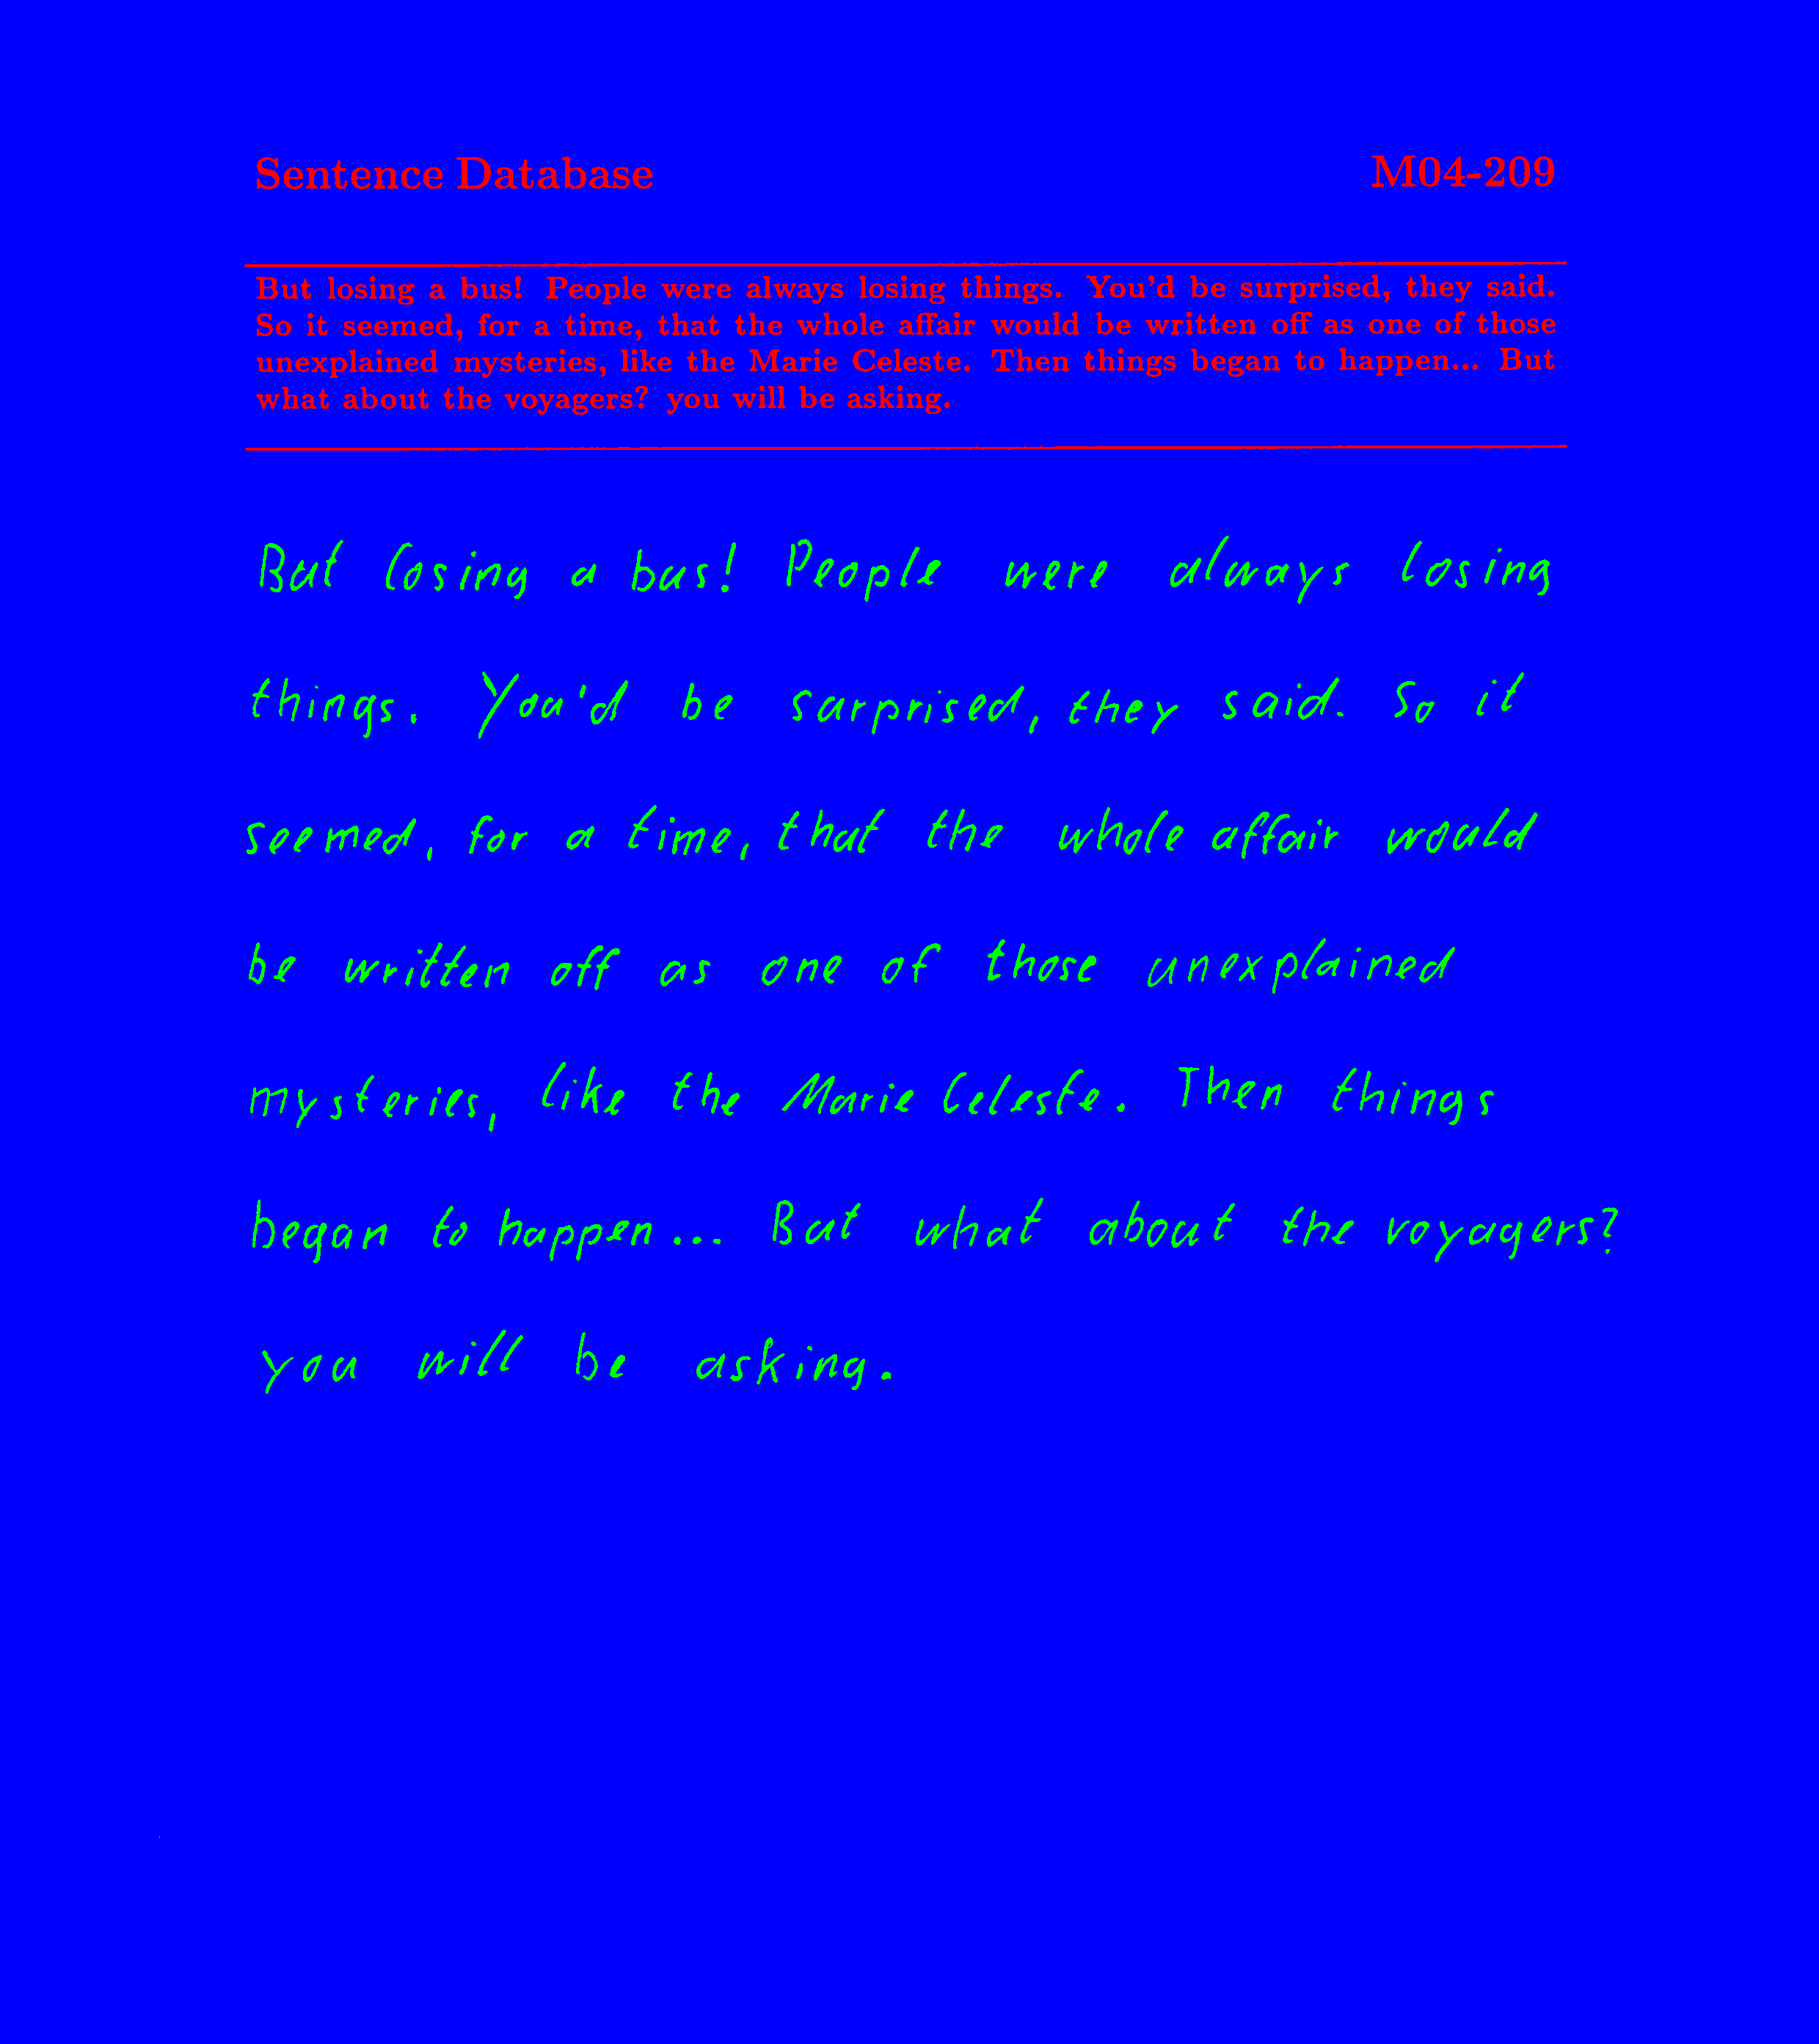 Sentence Database M04-209
But losing a bus! People were always losing things. You'd be surprised, they said.
So it seemed, for a time, that the whole affair would be written off as one of those
unexplained mysteries, like the Marie Celeste. Then things began to happen... But
what about the voyagers? you will be asking.
But losing a bus! People were always losing
things. You'd be surprised, they said. So it
seemed, for a time, that the whole affair would
be written off as one of those unexplained
mysteries, like the Marie Celeste. Then things
began to happen... But what about the voyagers?
you will be asking.